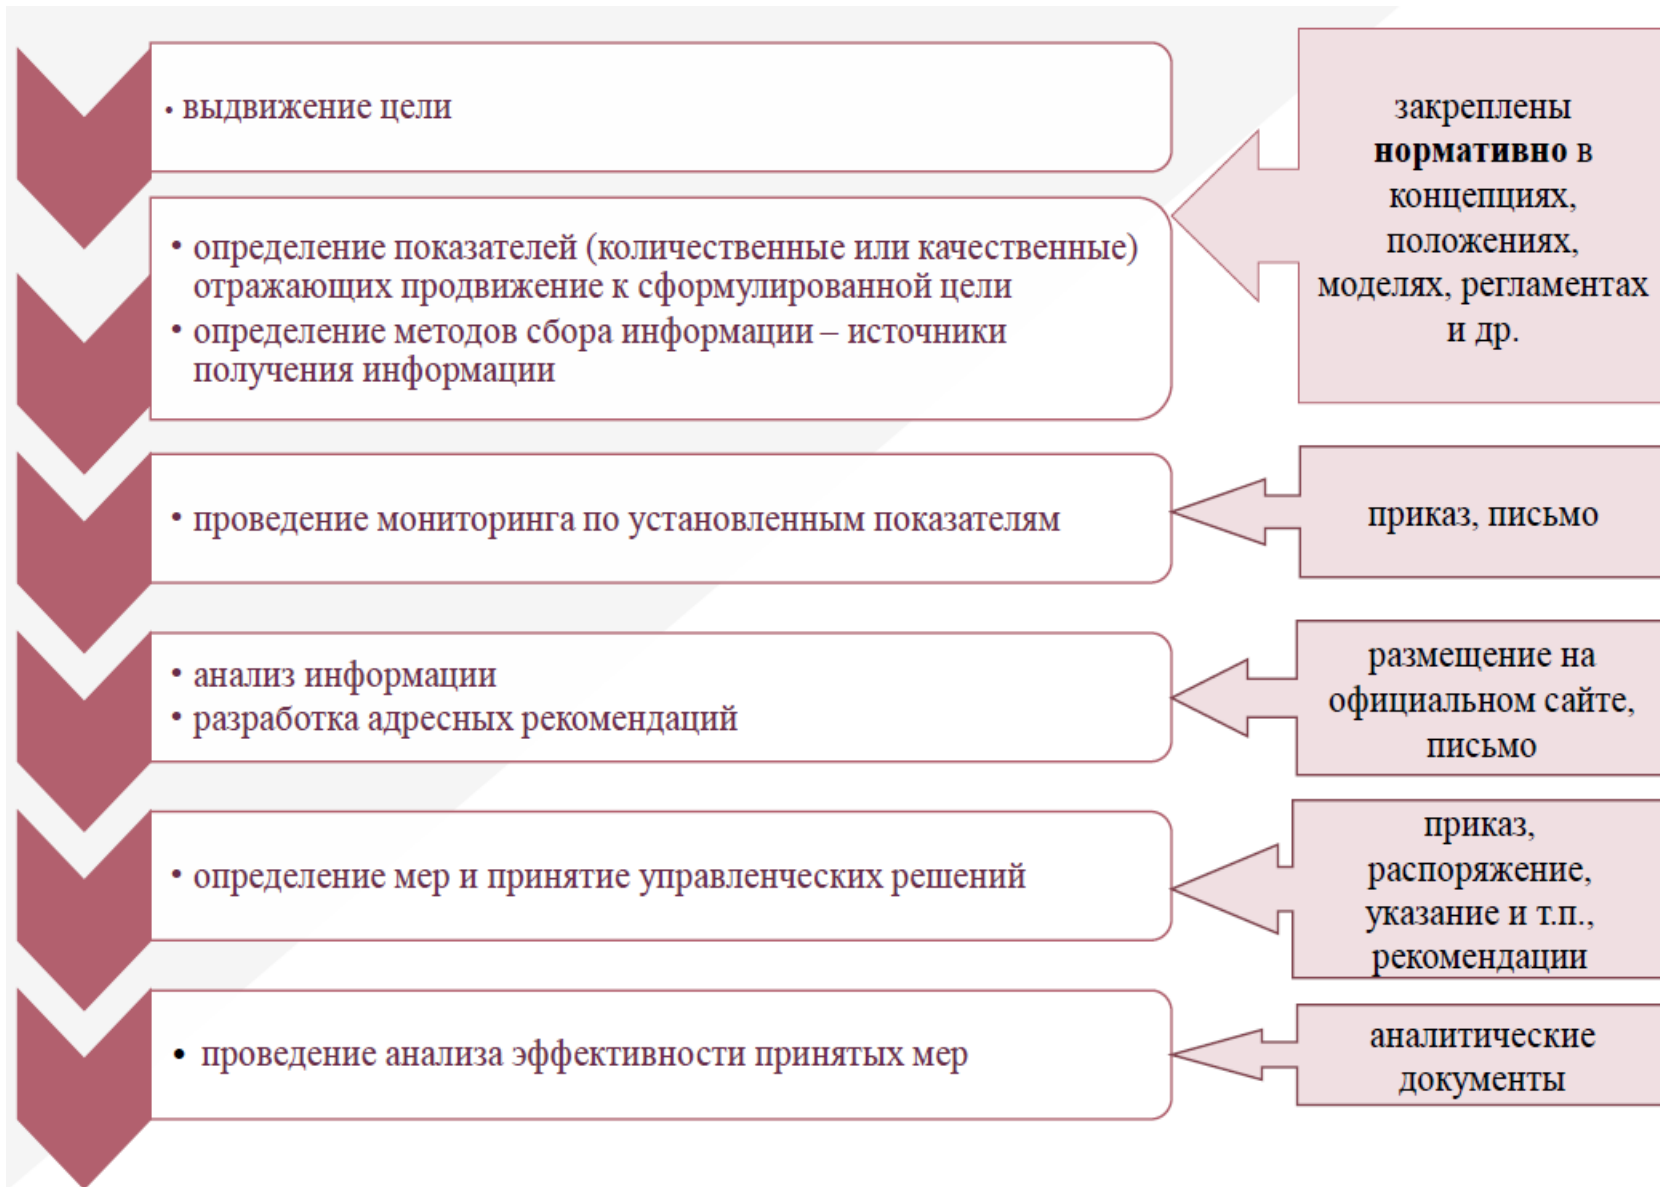 • выдвижение цели
закреплены
нормативно в
концепциях,
положениях,
моделях, регламентах
и др.
• определение показателей (количественные или качественные)
отражающих продвижение к сформулированной цели
• определение методов сбора информации – источники
получения информации
• проведение мониторинга по установленным показателям
приказ, письмо
• анализ информации
• разработка адресных рекомендаций
размещение на
официальном сайте,
письмо
• определение мер и принятие управленческих решений
приказ,
распоряжение,
указание и т.п.,
рекомендации
• проведение анализа эффективности принятых мер
аналитические
документы